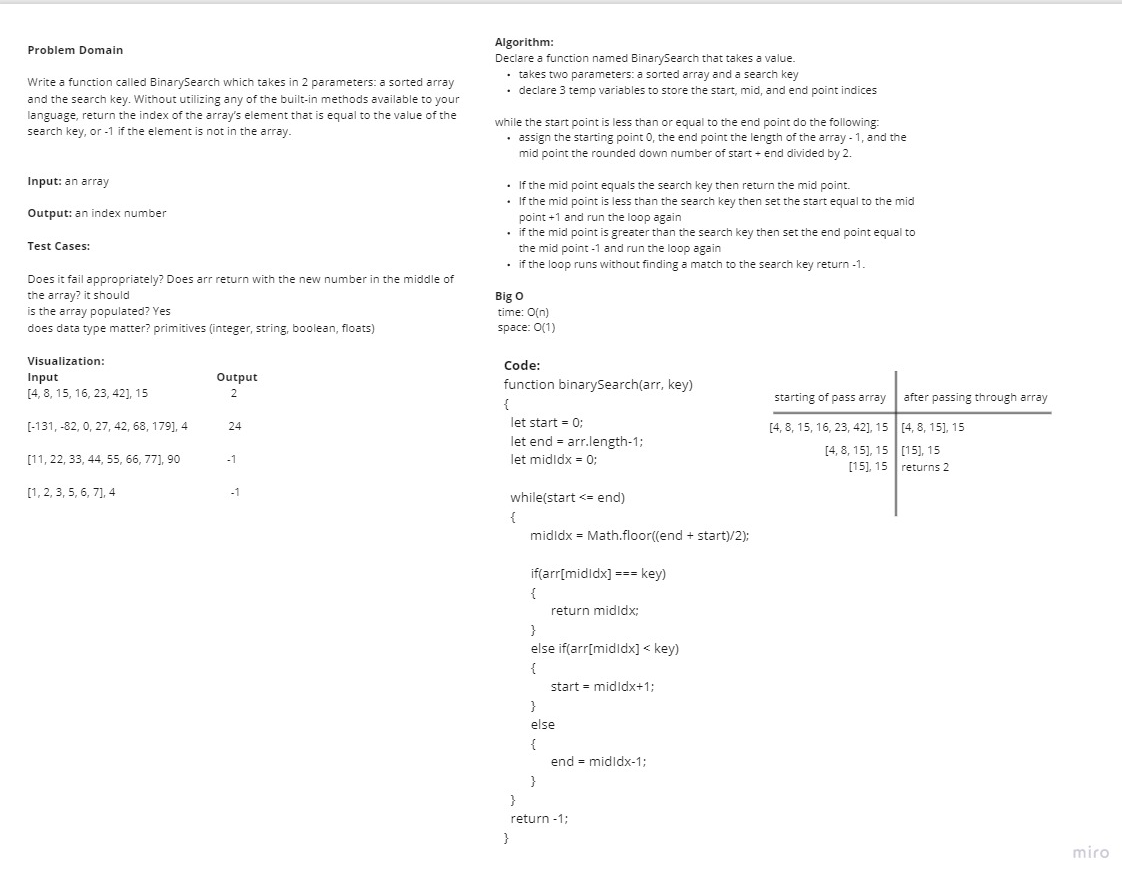 Problem Domain
Write a function called BinarySearch which takes in 2 parameters: a sorted array
and the search key. Without utilizing any of the built-in methods available to your
language, return the index of the array's element that is equal to the value of the
search key, or -1 if the element is not in the array.
Input: an array
Output: an index number
Test Cases:
Does it fail appropriately? Does arr return with the new number in the middle of
the array? it should
is the array populated? Yes
does data type matter? primitives (integer, string, boolean, floats)
Visualization:
Input Output
[4, 8, 15, 16, 23, 42], 15 2
[-131, -82, 0, 27, 42, 68, 179], 4 24
[11, 22, 33, 44, 55, 66, 77], 90 -1
[1, 2, 3, 5, 6, 7], 4 -1
Algorithm:
Declare a function named BinarySearch that takes a value.
• takes two parameters: a sorted array and a search key
• declare 3 temp variables to store the start, mid, and end point indices
while the start point is less than or equal to the end point do the following:
• assign the starting point 0, the end point the length of the array - 1, and the
mid point the rounded down number of start + end divided by 2.
• If the mid point equals the search key then return the mid point.
• If the mid point is less than the search key then set the start equal to the mid
point +1 and run the loop again
• if the mid point is greater than the search key then set the end point equal to
the mid point -1 and run the loop again
• if the loop runs without finding a match to the search key return -1.
Big O
time: O(n)
space: O(1)
Code:
function binarySearch(arr, key)
{
let start = 0;
let end = arr.length-1;
let midIdx = 0;
while(start <= end)
{
midIdx = Math.floor((end + start)/2);
if(arr[midIdx] === key)
{
return midIdx;
}
else if(arr[midIdx] < key)
{
start = midIdx+1;
}
else
{
end = midIdx-1;
}
}
return -1;
}
starting of pass array after passing through array
[4, 8, 15, 16, 23, 42], 15 [4, 8, 15], 15
[4, 8, 15], 15 [15], 15
[15], 15 returns 2
miro